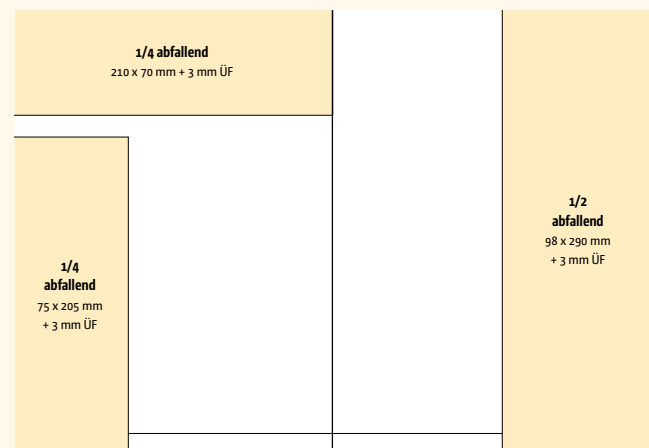 1/4 abfallend
210 x 70 mm + 3 mm ÜF
1/4
abfallend
75 x 205 mm
+ 3 mm ÜF
1/2
abfallend
98 x 290 mm
+ 3 mm ÜF